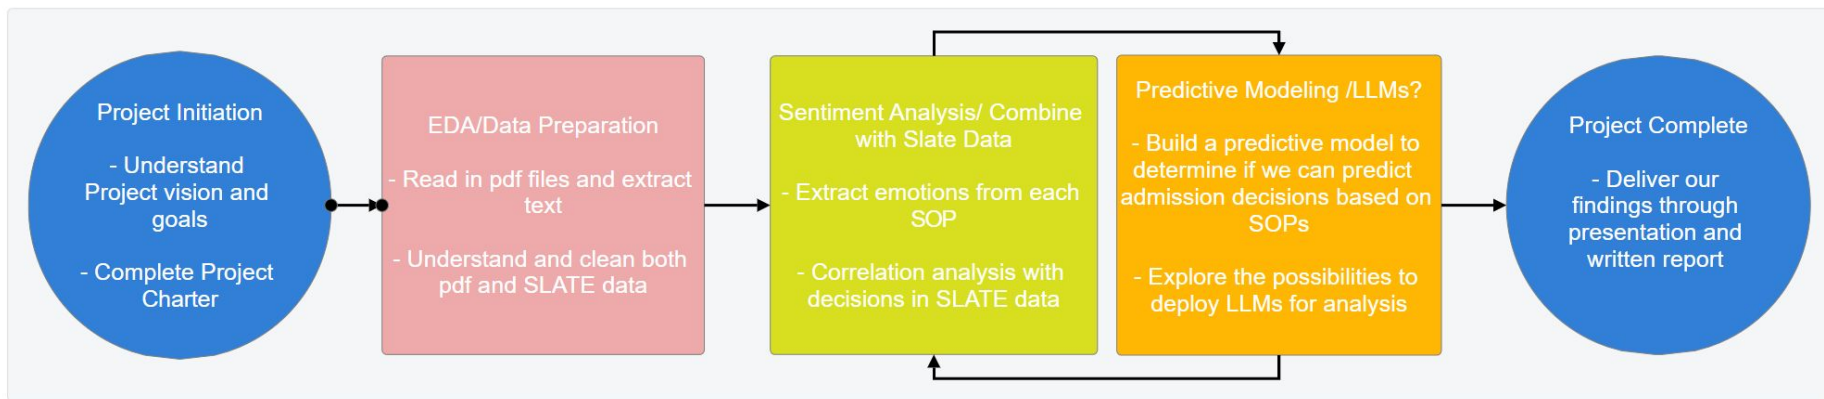 Project Initiation
- Understand
Project vision and
goals
- Complete Project
Charter
EDA/Data Preparation
- Read in pdf files and extract
text
- Understand and clean both
pdf and SLATE data
Sentiment Analysis/ Combine
with Slate Data
- Extract emotions from each
SOP
- Correlation analysis with
decisions in SLATE data
Predictive Modeling /LLMs?
- Build a predictive model to
determine if we can predict
admission decisions based on
SOPs
- Explore the possibilities to
deploy LLMs for analysis
Project Complete
- Deliver our
findings through
presentation and
written report